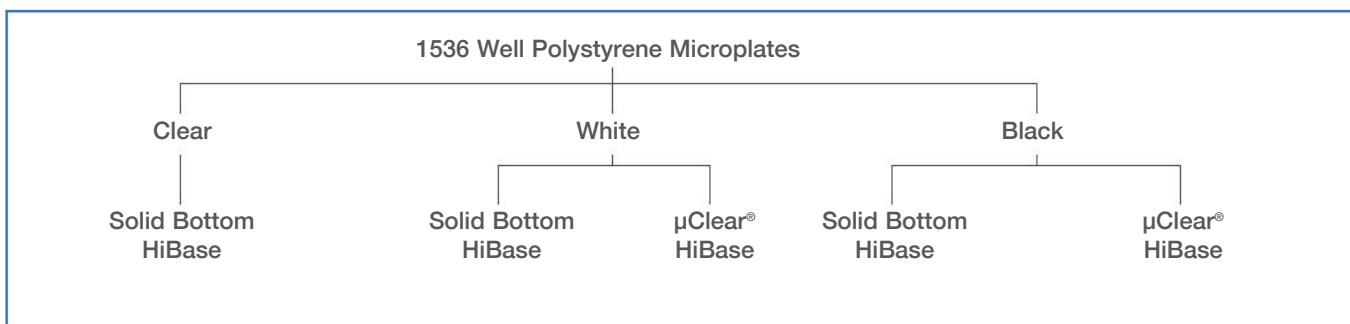 1536 Well Polystyrene Microplates
Clear
White
Black
Solid Bottom
HiBase
Solid Bottom
HiBase
µClear®
HiBase
Solid Bottom
HiBase
µClear®
HiBase